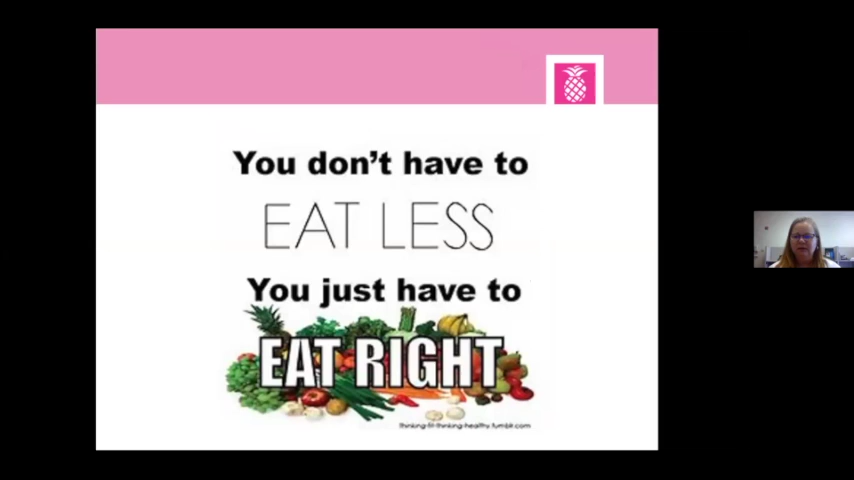 You don't have to
EAT LESS
You just have to
EAT RIGHT
thinking-fit-thinking-healthy.tumblr.com